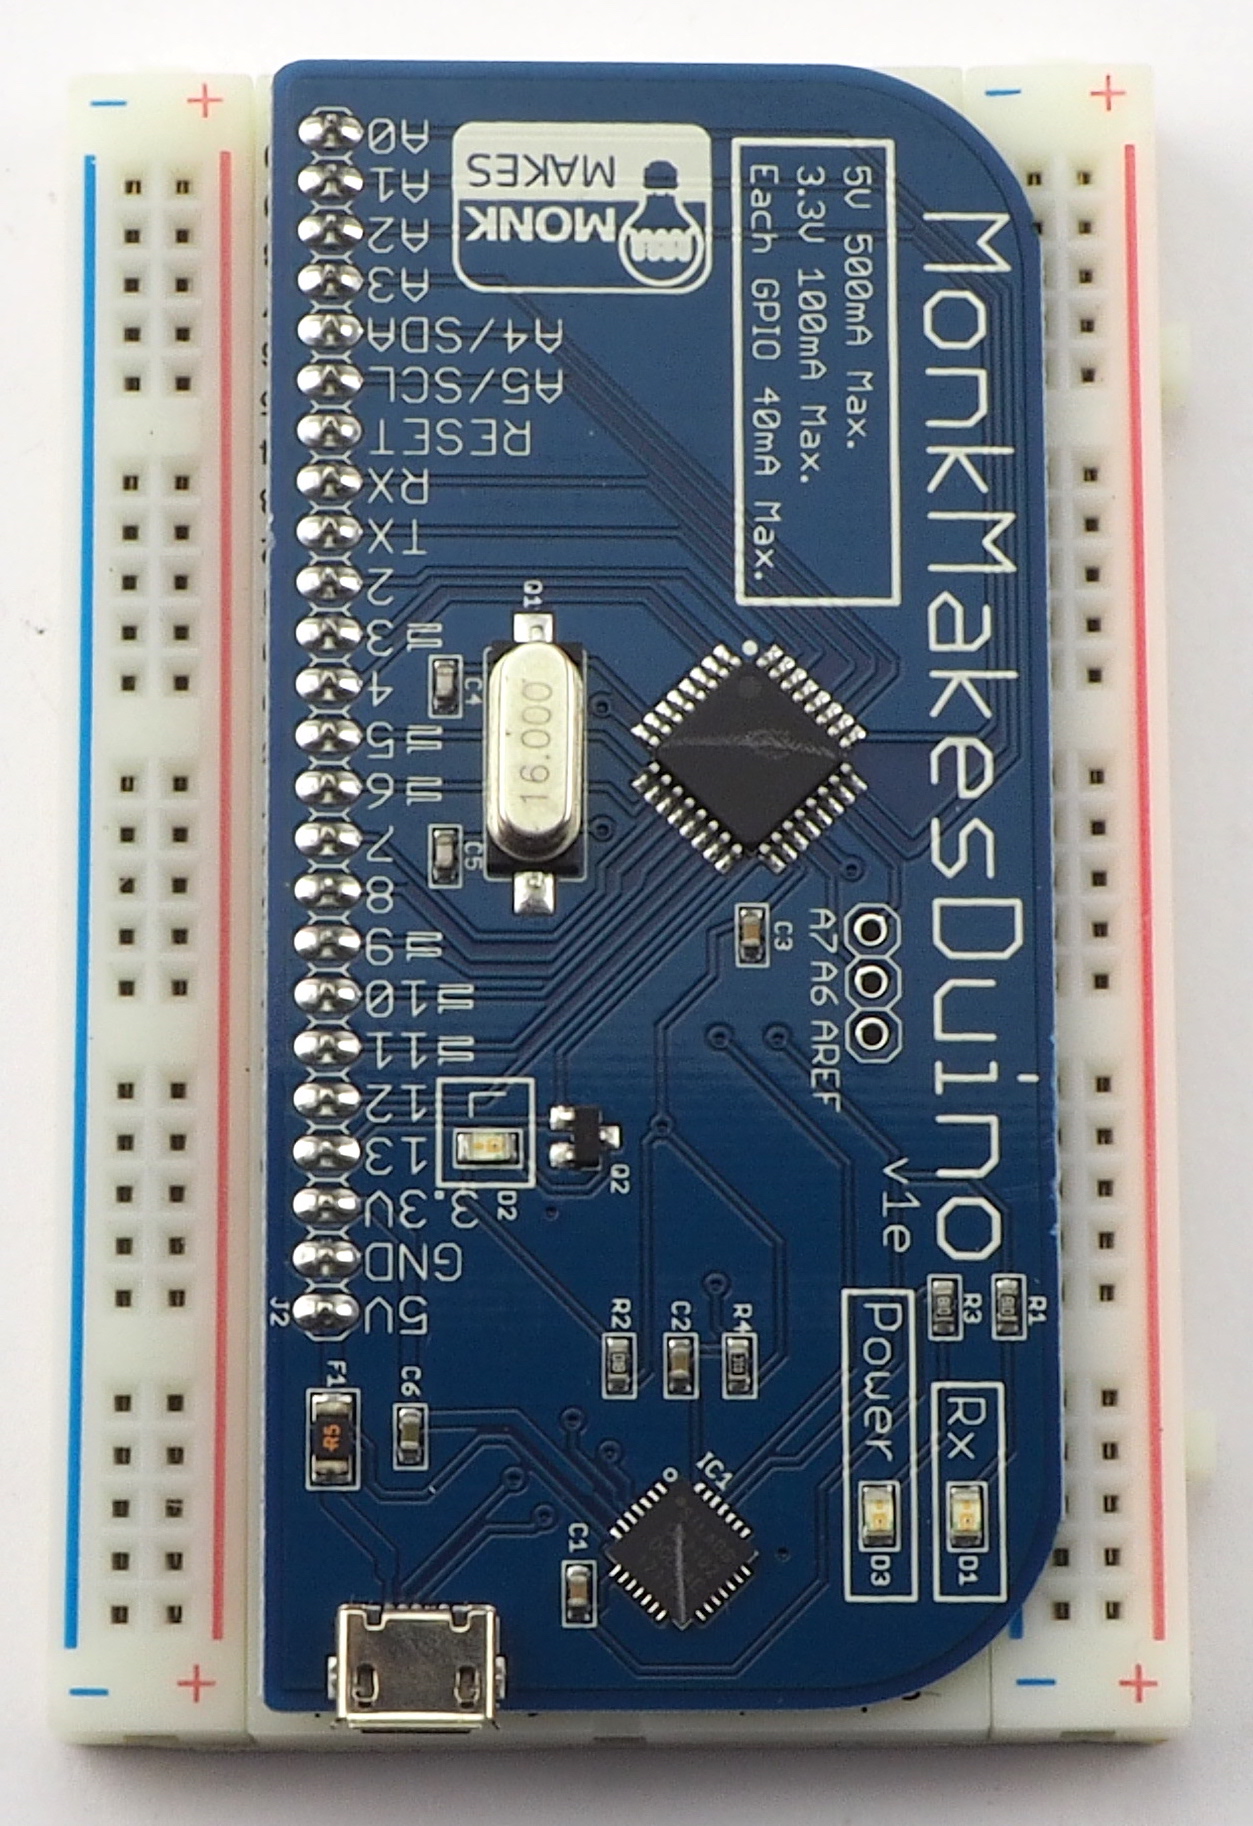 MONK
MAKES
5V 500mA Max.
3.3V 100mA Max.
Each GPIO 40mA Max.
MonkMakesDuino
v1e
A0
A1
A2
A3
A4/SDA
A5/SCL
RESET
RX
TX
2
3
4
5
6
7
8
9
10
11
12
13
3.3V
GND
5V
J2
Q1
C4
16.000
C5
C3
A7 A6 AREF
L
D2
Q2
R2
C2
R4
R3
R1
Power
D3
Rx
D1
F1
R5
C6
IC1
C1
- +
- +
- +
- +